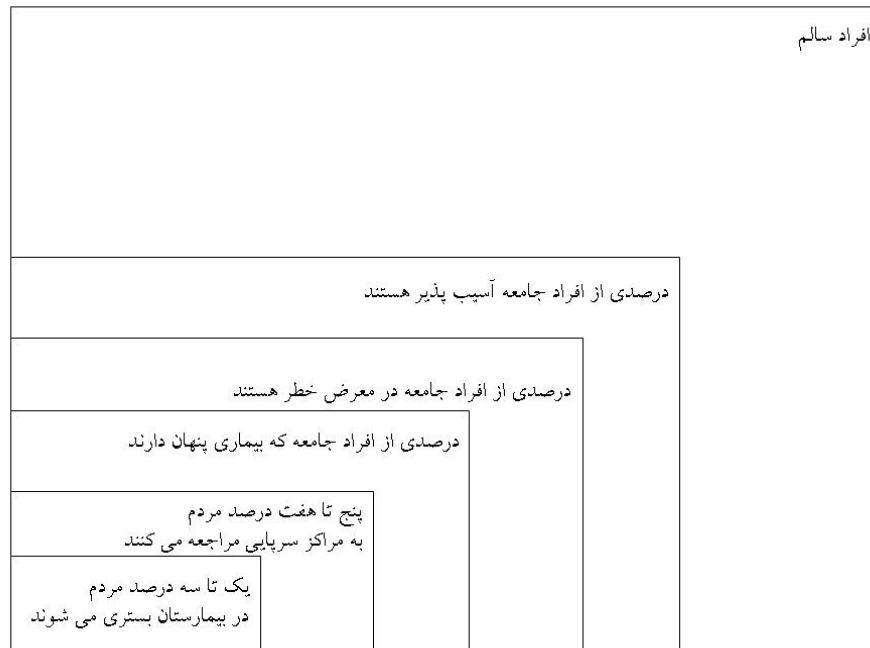 افراد سالم
درصدی از افراد جامعه آسیب پذیر هستند
درصدی از افراد جامعه در معرض خطر هستند
درصدی از افراد جامعه که بیماری پنهان دارند
پنج تا هفت درصد مردم
به مراکز سرپایی مراجعه می کنند
یک تا سه درصد مردم
در بیمارستان بستری می شوند